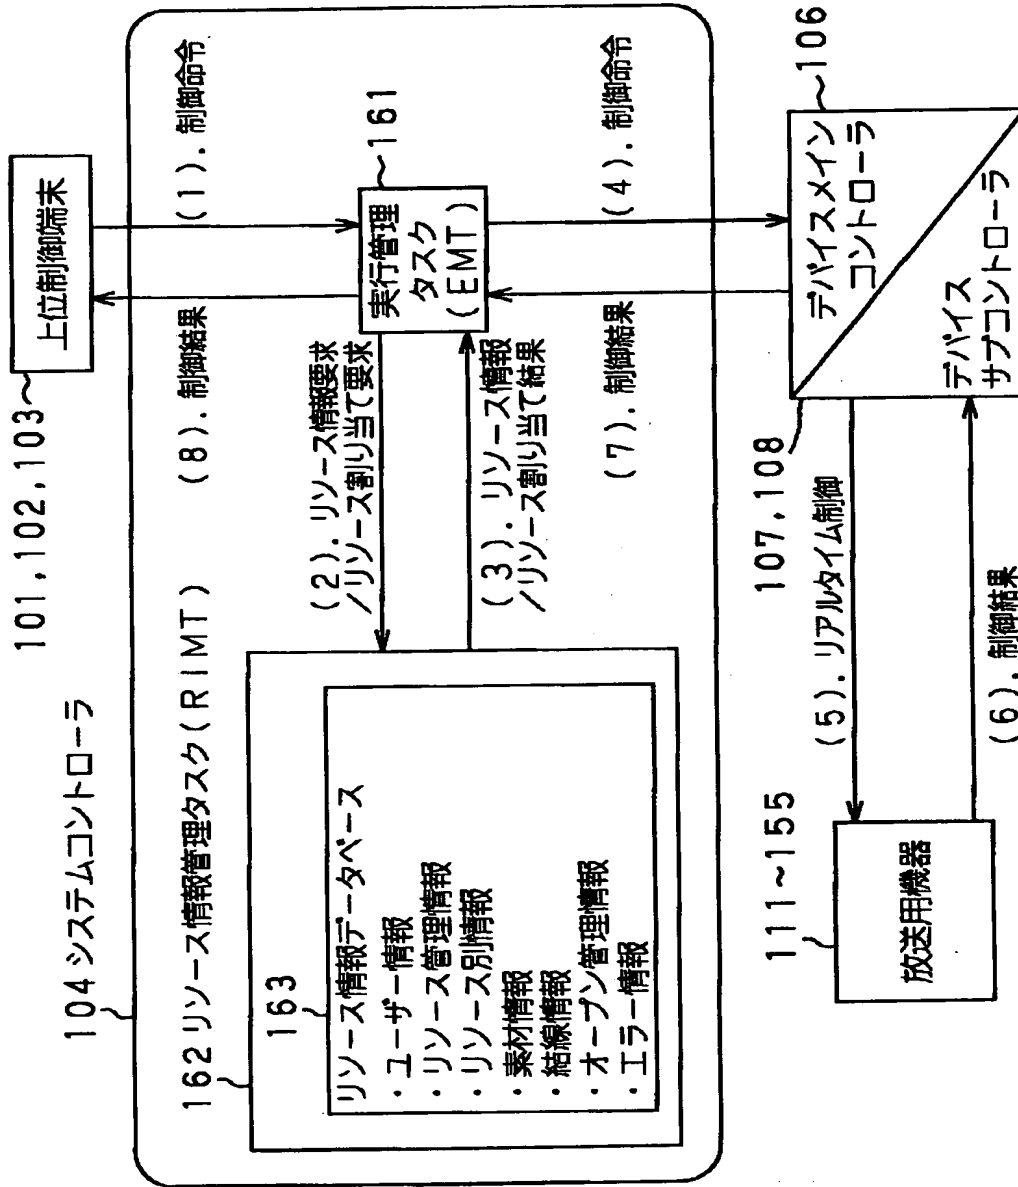 101,102,103
上位制御端末
104 システムコントローラ
(8). 制御結果
(1). 制御命令
162 リソース情報管理タスク(RIMT)
163
リソース情報データベース
・ユーザー情報
・リソース管理情報
・リソース別情報
・素材情報
・結線情報
・オープン管理情報
・エラー情報
(2). リソース情報要求
/リソース割り当て要求
(3). リソース情報
/リソース割り当て結果
実行管理
タスク
(EMT)
161
(7). 制御結果
(4). 制御命令
111~155
放送用機器
(5). リアルタイム制御
(6). 制御結果
107,108
デバイスメイン
コントローラ
106
デバイス
サブコントローラ